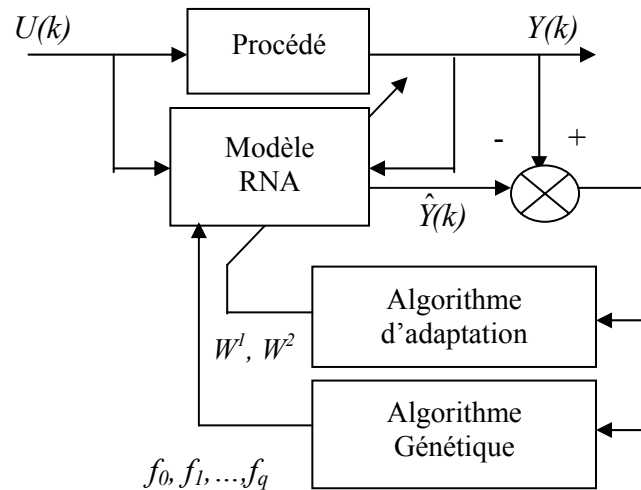 U(k)
Procédé
Y(k)
Modèle
RNA
- +
Ŷ(k)
Algorithme
d’adaptation
W¹, W²
Algorithme
Génétique
f₀, f₁, ...,f_q